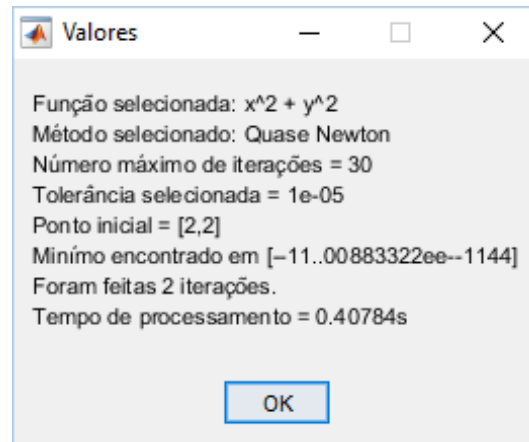 Valores
Função selecionada: x^2 + y^2
Método selecionado: Quase Newton
Número máximo de iterações = 30
Tolerância selecionada = 1e-05
Ponto inicial = [2,2]
Minímo encontrado em [--11..00883322ee--1144]
Foram feitas 2 iterações.
Tempo de processamento = 0.40784s
OK